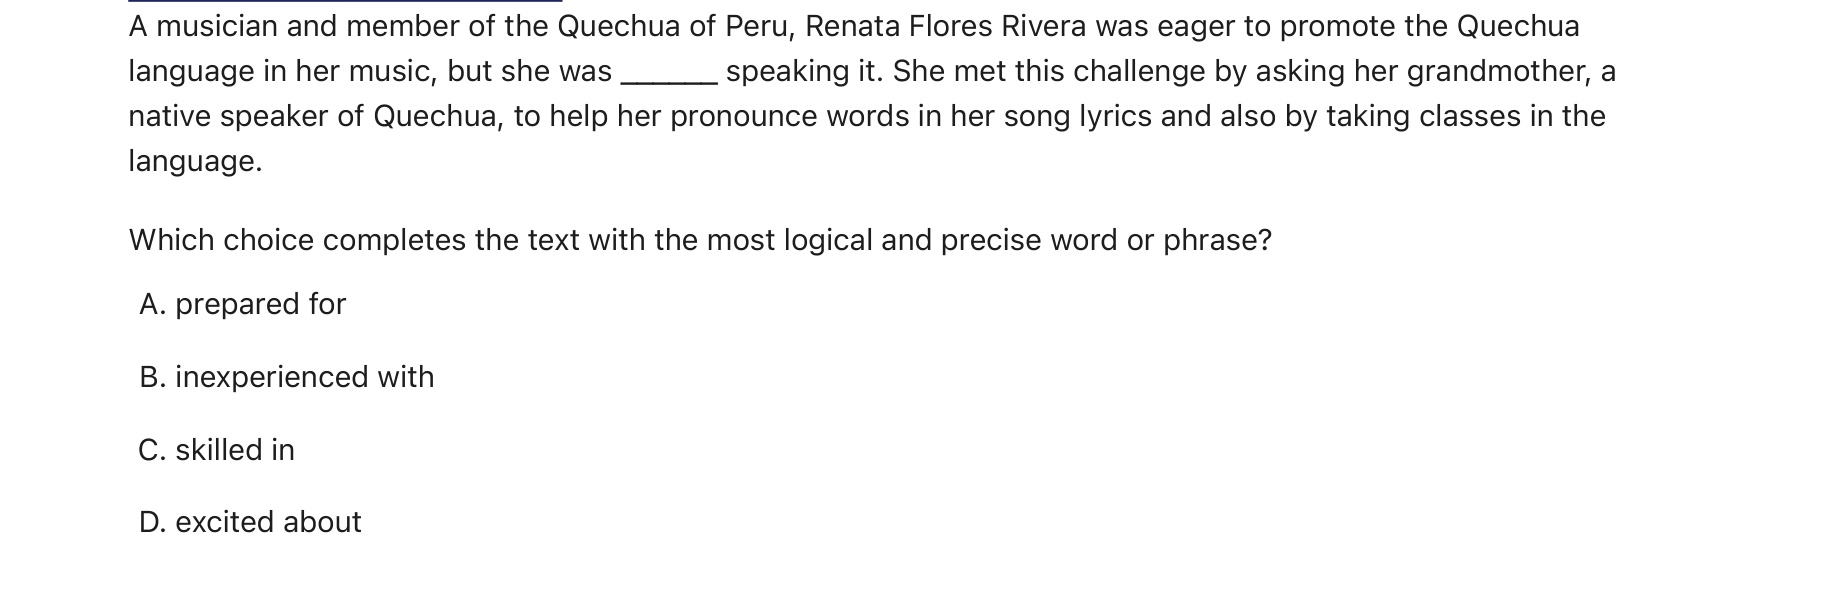 A musician and member of the Quechua of Peru, Renata Flores Rivera was eager to promote the Quechua
language in her music, but she was ______ speaking it. She met this challenge by asking her grandmother, a
native speaker of Quechua, to help her pronounce words in her song lyrics and also by taking classes in the
language.
Which choice completes the text with the most logical and precise word or phrase?
A. prepared for
B. inexperienced with
C. skilled in
D. excited about